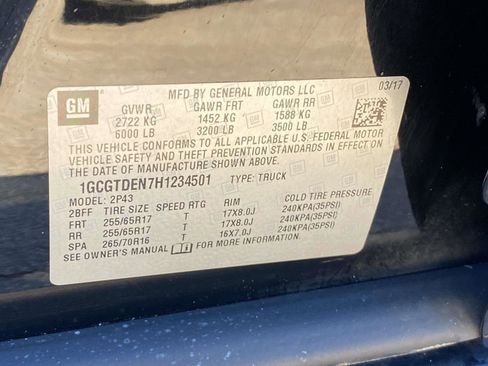 GM
MFD BY GENERAL MOTORS LLC
03/17
GVWR GAWR FRT GAWR RR
2722 KG 1452 KG 1588 KG
6000 LB 3200 LB 3500 LB
THIS VEHICLE CONFORMS TO ALL APPLICABLE U.S. FEDERAL MOTOR
VEHICLE SAFETY AND THEFT PREVENTION STANDARDS IN EFFECT ON
THE DATE OF MANUFACTURE SHOWN ABOVE.
1GCGTDEN7H1234501 TYPE: TRUCK
MODEL: 2P43
2BFF TIRE SIZE SPEED RTG RIM COLD TIRE PRESSURE
FRT 255/65R17 T 17X8.0J 240KPA(35PSI)
RR 255/65R17 T 17X8.0J 240KPA(35PSI)
SPA 265/70R16 T 16X7.0J 240KPA(35PSI)
SEE OWNER'S MANUAL FOR MORE INFORMATION